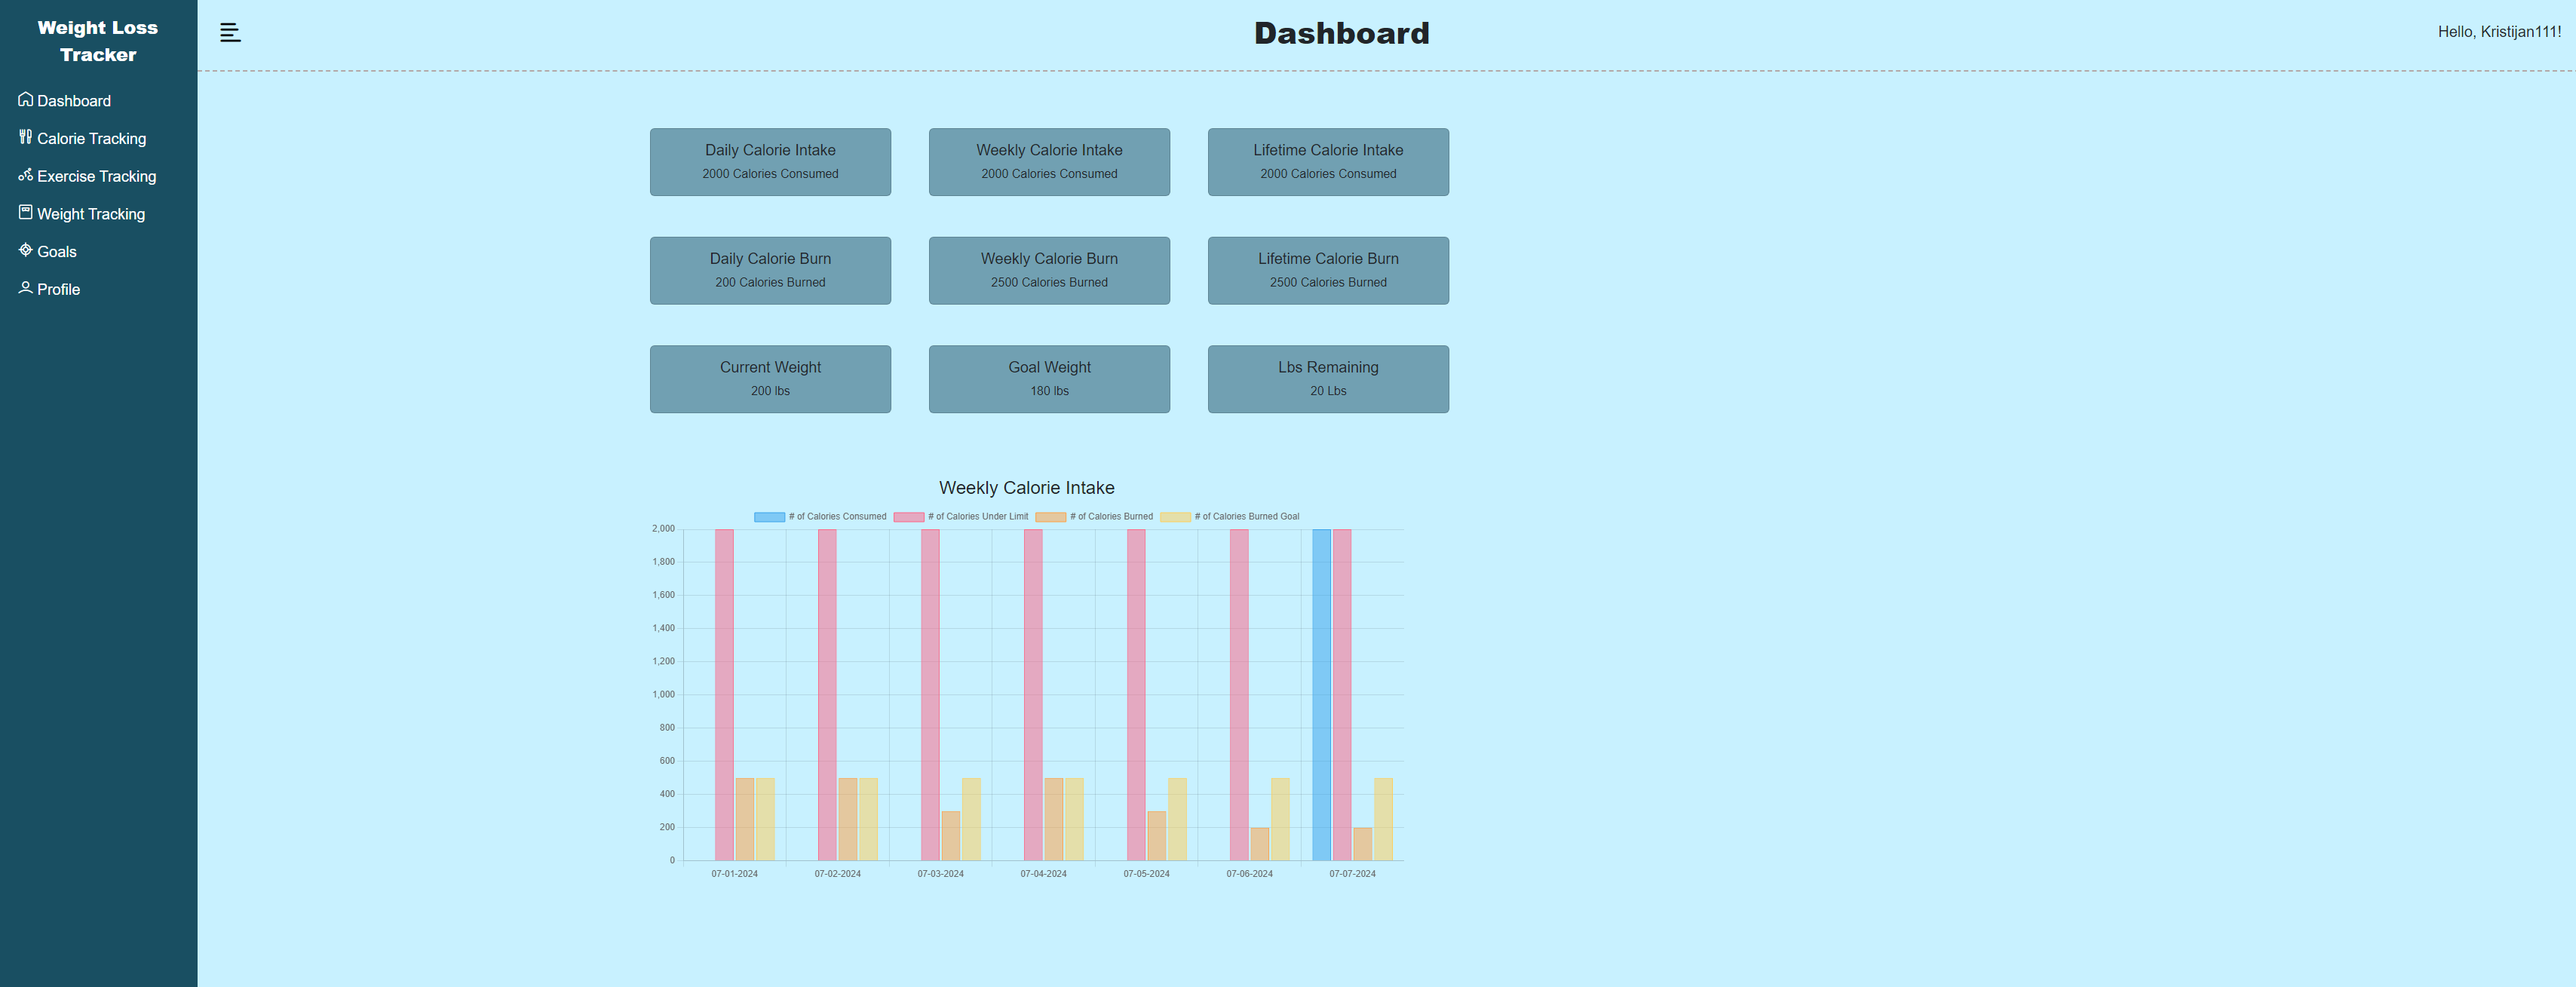 Weight Loss
Tracker
Dashboard
Calorie Tracking
Exercise Tracking
Weight Tracking
Goals
Profile
Dashboard
Hello, Kristijan111!
Daily Calorie Intake
2000 Calories Consumed
Weekly Calorie Intake
2000 Calories Consumed
Lifetime Calorie Intake
2000 Calories Consumed
Daily Calorie Burn
200 Calories Burned
Weekly Calorie Burn
2500 Calories Burned
Lifetime Calorie Burn
2500 Calories Burned
Current Weight
200 lbs
Goal Weight
180 lbs
Lbs Remaining
20 Lbs
Weekly Calorie Intake
# of Calories Consumed # of Calories Under Limit # of Calories Burned # of Calories Burned Goal
2,000
1,800
1,600
1,400
1,200
1,000
800
600
400
200
0
07-01-2024 07-02-2024 07-03-2024 07-04-2024 07-05-2024 07-06-2024 07-07-2024